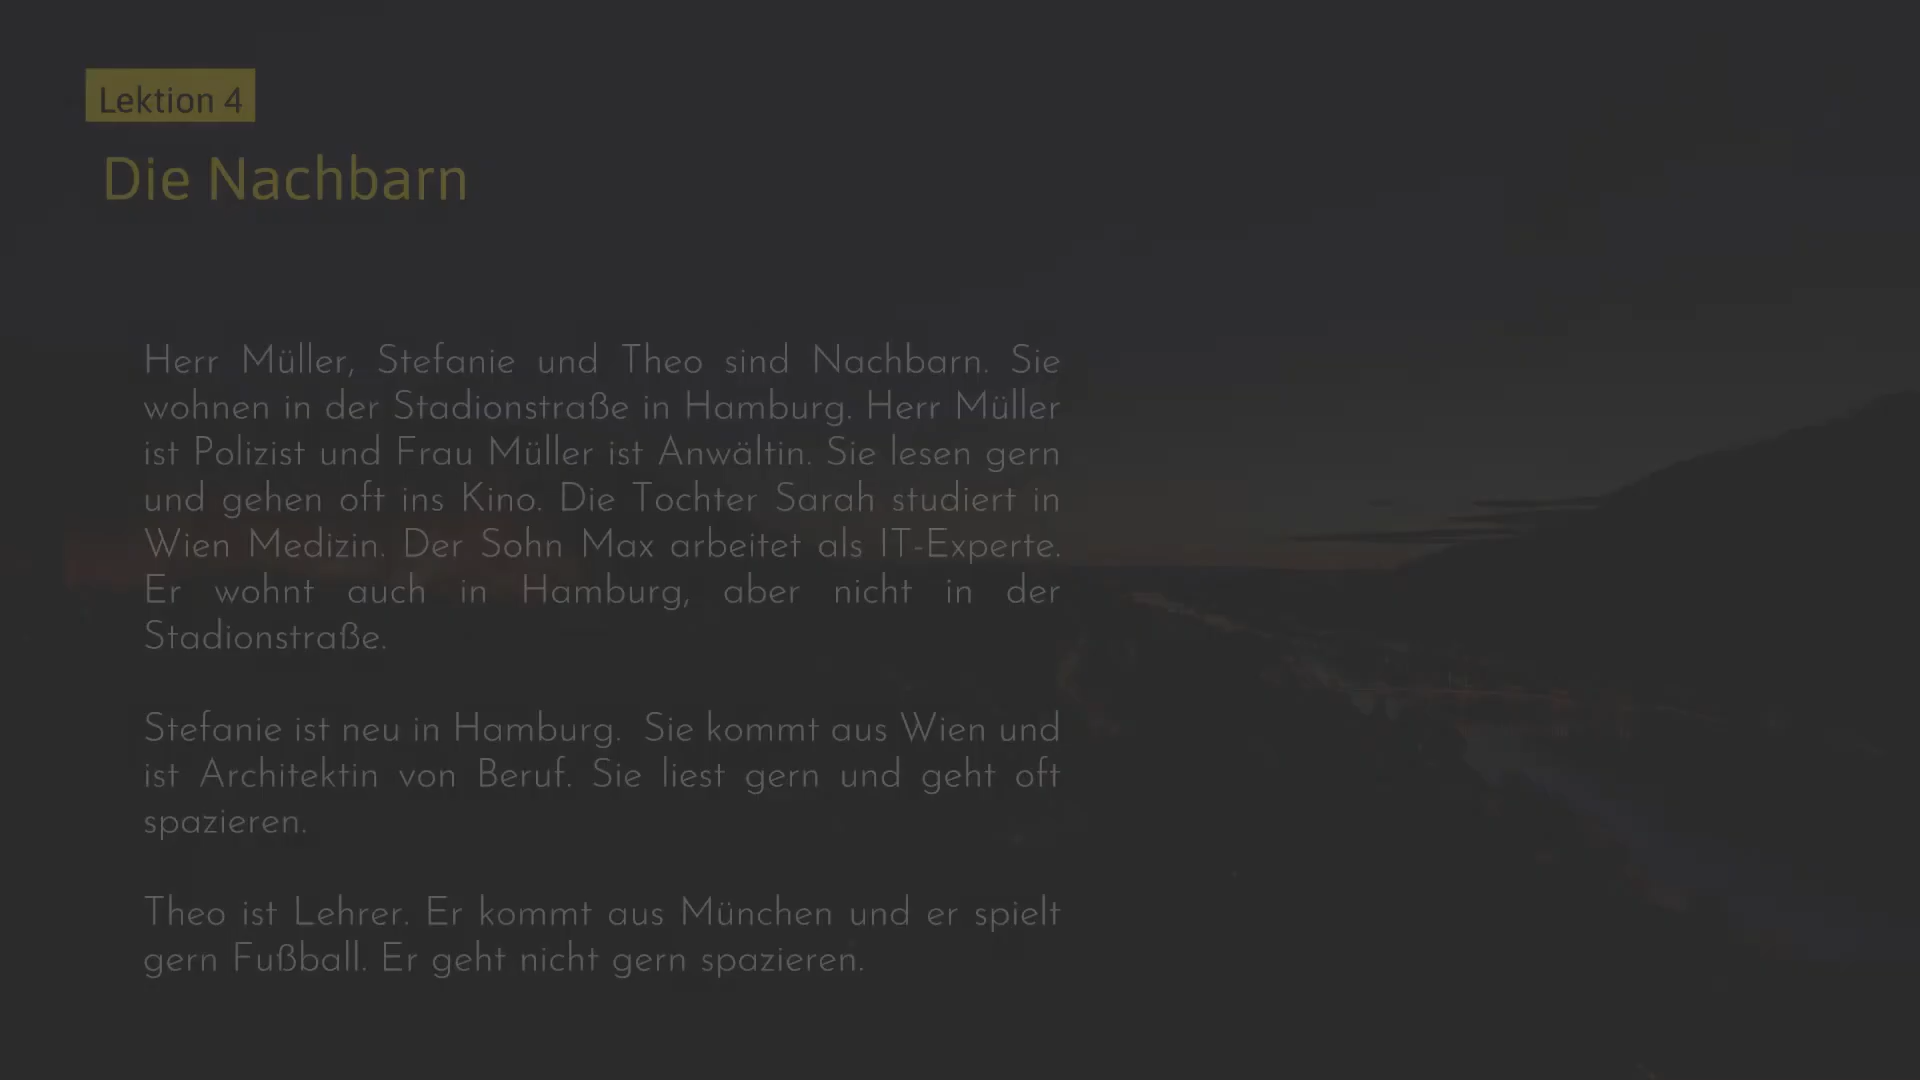 Lektion 4
Die Nachbarn
Herr Müller, Stefanie und Theo sind Nachbarn. Sie
wohnen in der Stadionstraße in Hamburg. Herr Müller
ist Polizist und Frau Müller ist Anwältin. Sie lesen gern
und gehen oft ins Kino. Die Tochter Sarah studiert in
Wien Medizin. Der Sohn Max arbeitet als IT-Experte.
Er wohnt auch in Hamburg, aber nicht in der
Stadionstraße.
Stefanie ist neu in Hamburg. Sie kommt aus Wien und
ist Architektin von Beruf. Sie liest gern und geht oft
spazieren.
Theo ist Lehrer. Er kommt aus München und er spielt
gern Fußball. Er geht nicht gern spazieren.